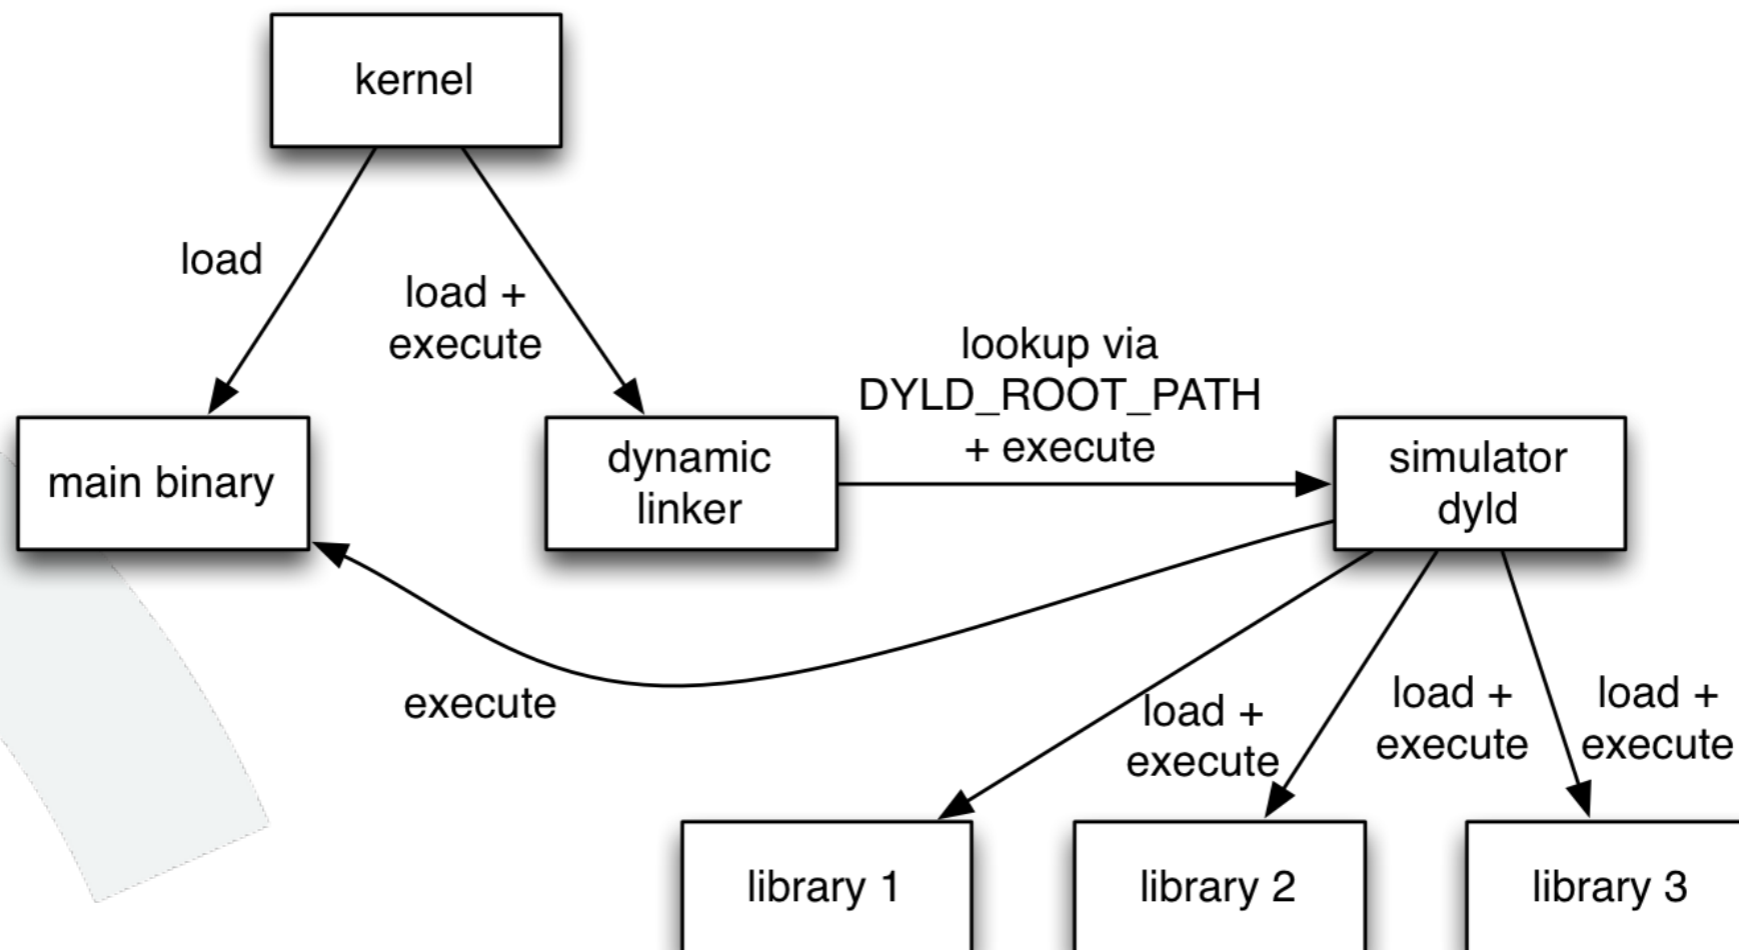 kernel
load
load +
execute
lookup via
DYLD_ROOT_PATH
+ execute
main binary
dynamic
linker
simulator
dyld
execute
load +
execute
load +
execute
load +
execute
library 1
library 2
library 3